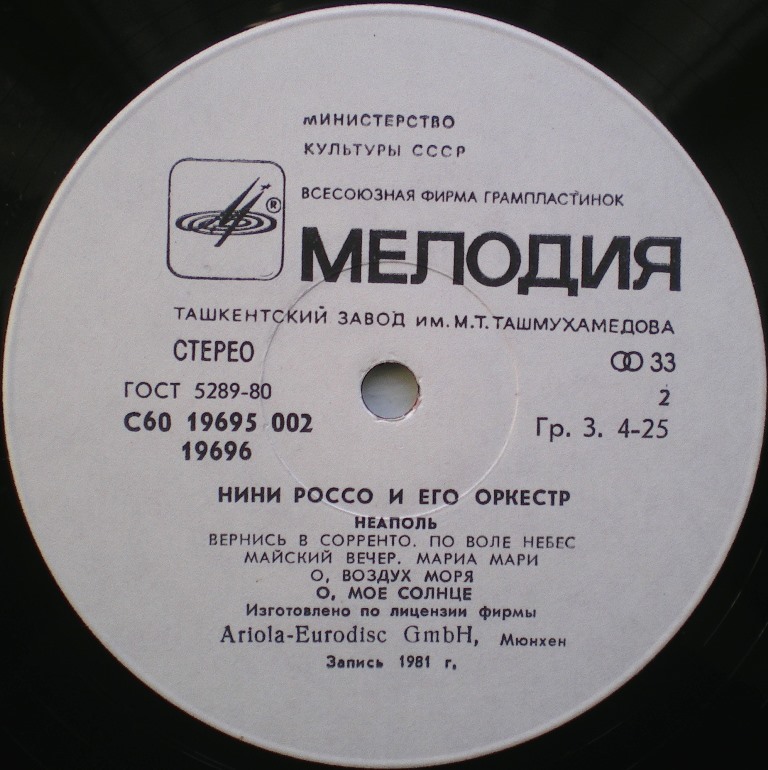 МИНИСТЕРСТВО
КУЛЬТУРЫ СССР
ВСЕСОЮЗНАЯ ФИРМА ГРАМПЛАСТИНОК
®
МЕЛОДИЯ
ТАШКЕНТСКИЙ ЗАВОД ИМ. М.Т. ТАШМУХАМЕДОВА
СТЕРЕО
33
ГОСТ 5289-80
2
С60 19695 002
Гр. 3. 4-25
19696
НИНИ РОССО И ЕГО ОРКЕСТР
НЕАПОЛЬ
ВЕРНИСЬ В СОРРЕНТО. ПО ВОЛЕ НЕБЕС
МАЙСКИЙ ВЕЧЕР. МАРИА МАРИ
О, ВОЗДУХ МОРЯ
О, МОЕ СОЛНЦЕ
Изготовлено по лицензии фирмы
Ariola-Eurodisc GmbH, Мюнхен
Запись 1981 г.